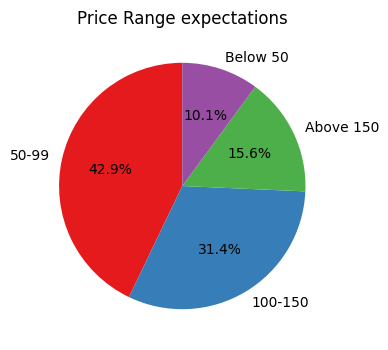 Price Range expectations
Below 50
10.1%
Above 150
15.6%
50-99
42.9%
31.4%
100-150